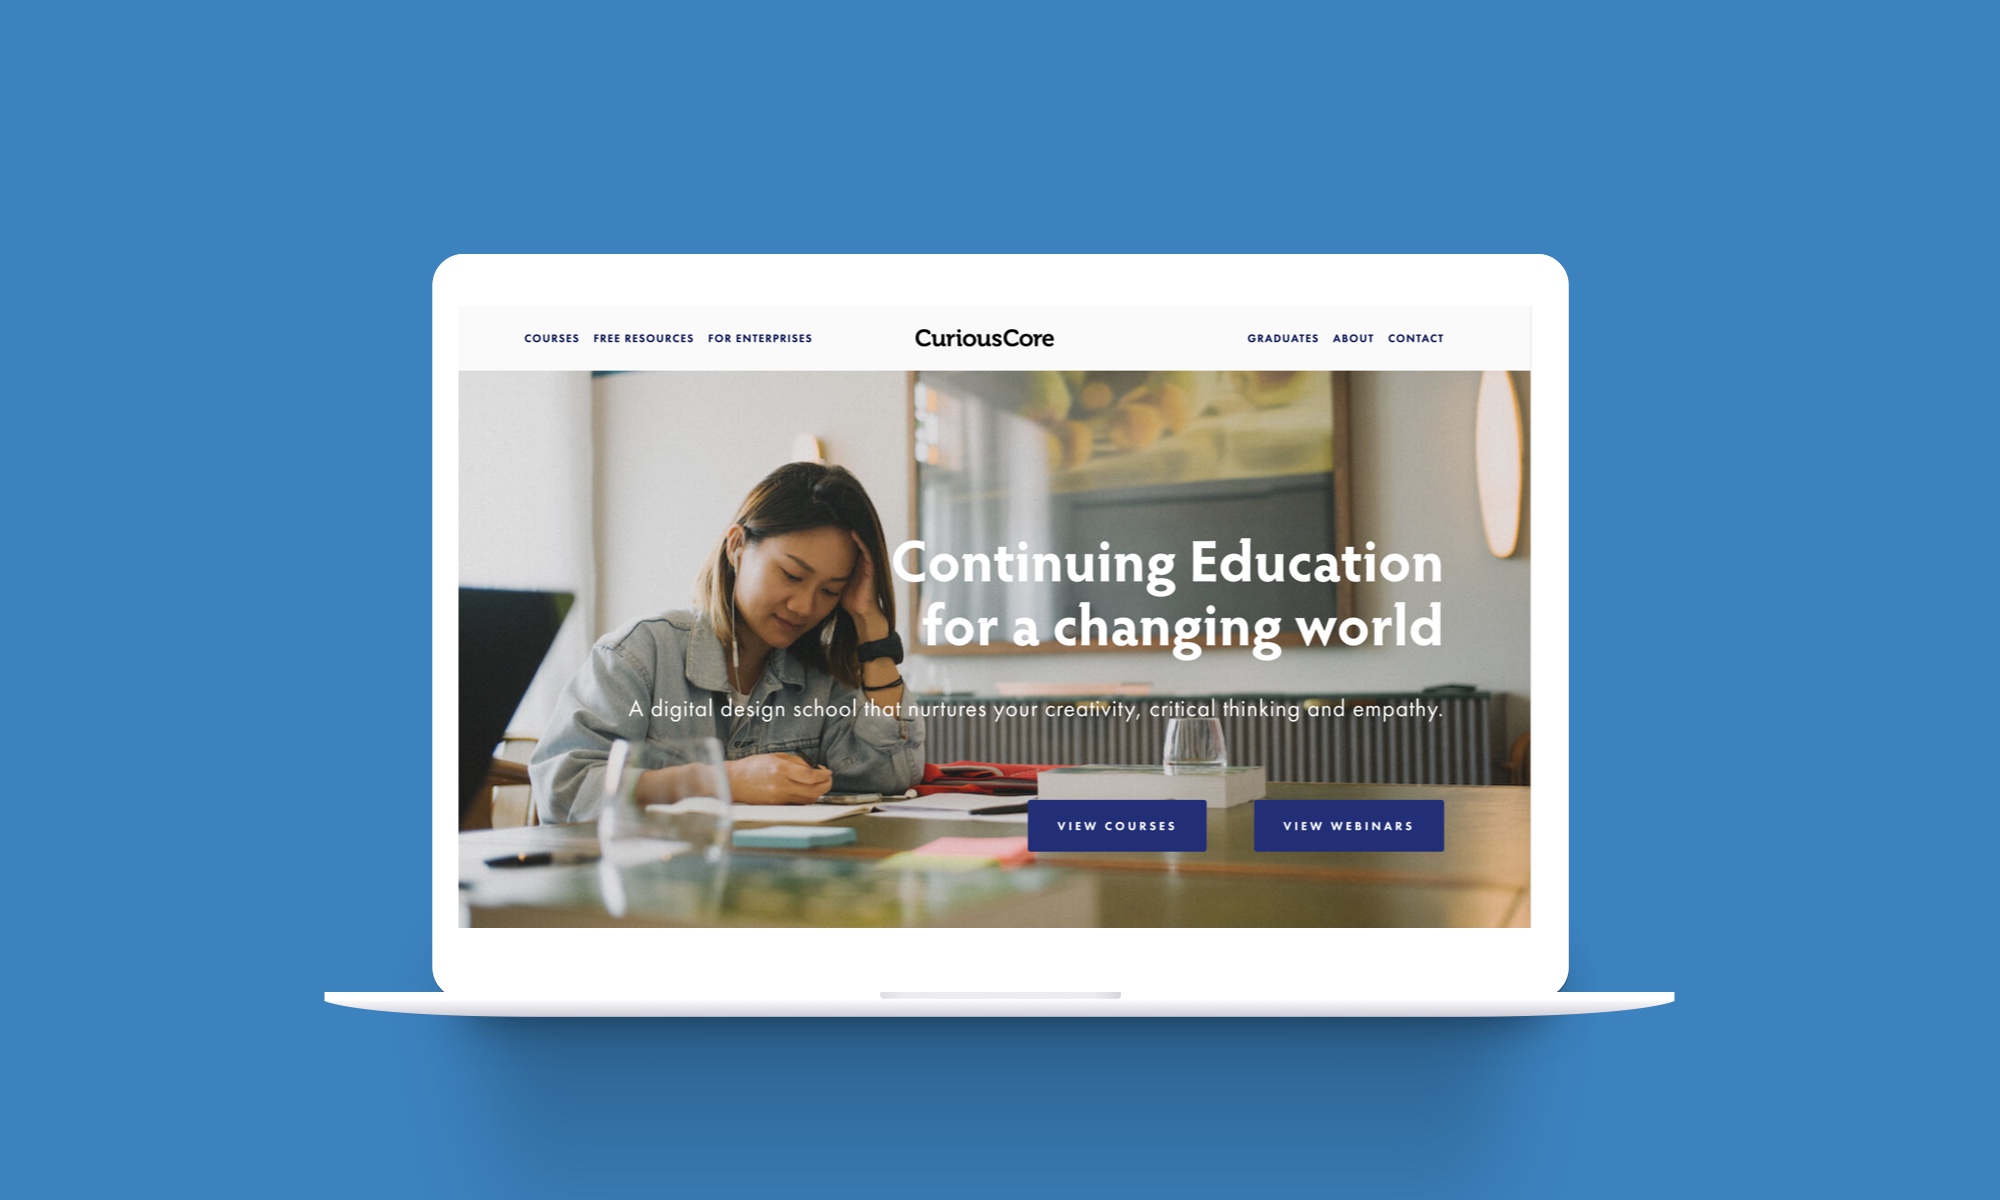 COURSES FREE RESOURCES FOR ENTERPRISES CuriousCore GRADUATES ABOUT CONTACT
Continuing Education
for a changing world
A digital design school that nurtures your creativity, critical thinking and empathy.
VIEW COURSES VIEW WEBINARS